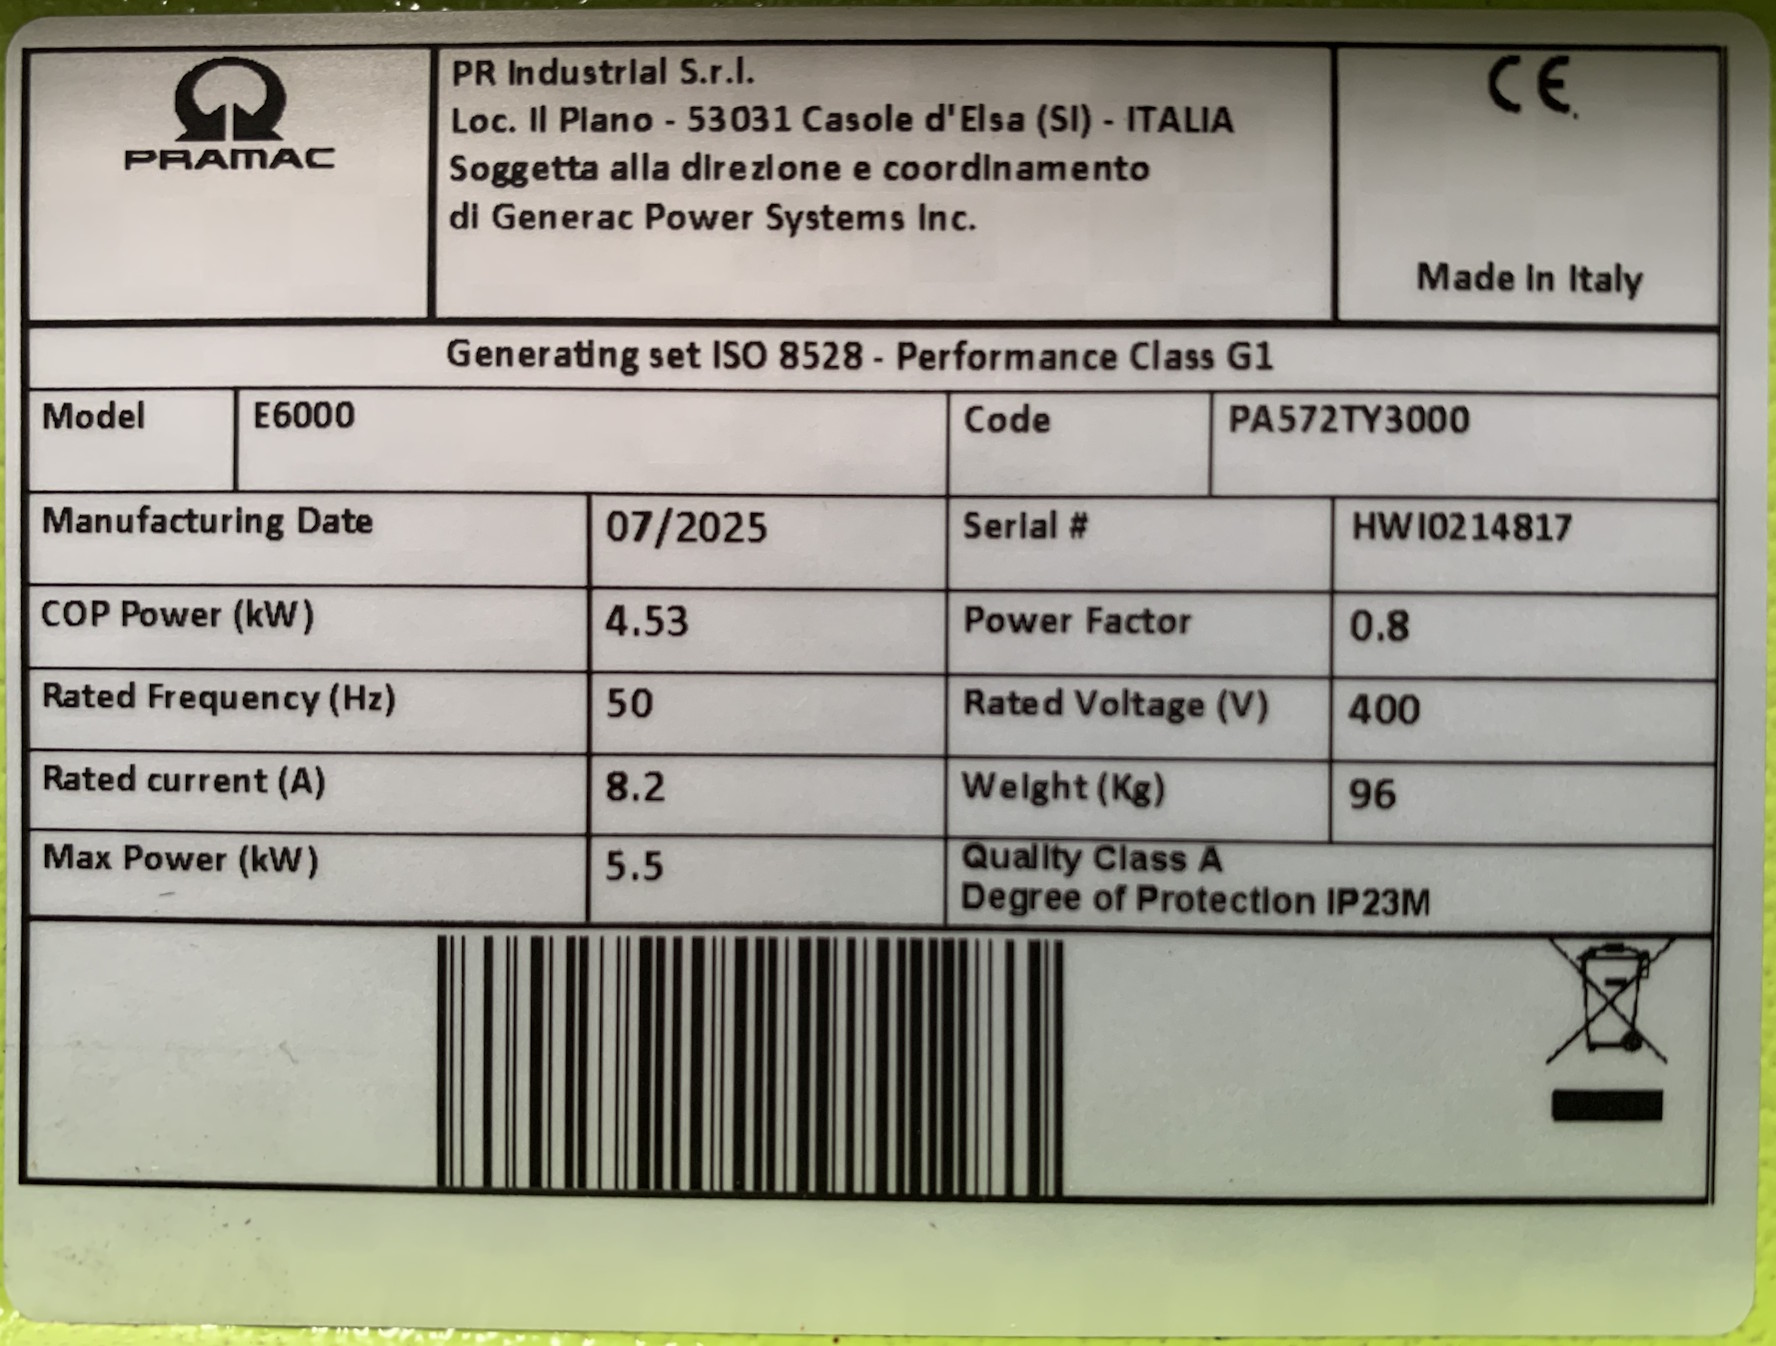 PRAMAC
PR Industrial S.r.l.
Loc. Il Piano - 53031 Casole d'Elsa (SI) - ITALIA
Soggetta alla direzione e coordinamento
di Generac Power Systems Inc.
CE
Made In Italy
Generating set ISO 8528 - Performance Class G1
Model E6000 Code PA572TY3000
Manufacturing Date 07/2025 Serial # HWI0214817
COP Power (kW) 4.53 Power Factor 0.8
Rated Frequency (Hz) 50 Rated Voltage (V) 400
Rated current (A) 8.2 Weight (Kg) 96
Max Power (kW) 5.5 Quality Class A
Degree of Protection IP23M